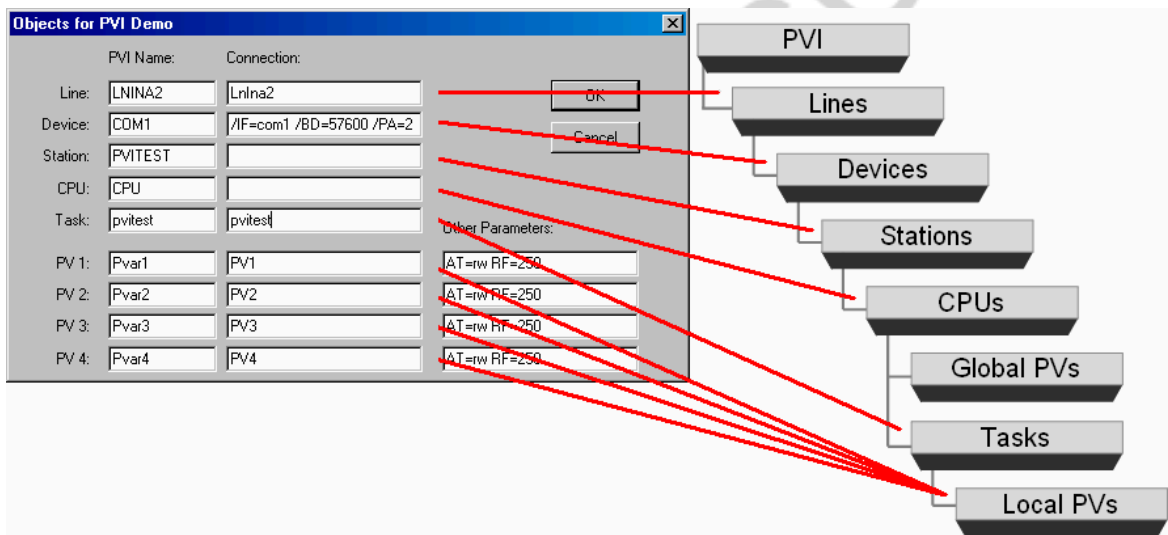 Objects for PVI Demo
PVI Name: Connection:
Line: LNINA2 LnIna2 OK
Device: COM1 /IF=com1 /BD=57600 /PA=2
Cancel
Station: PVITEST
CPU: CPU
Task: pvitest pvitest
Other Parameters:
PV 1: Pvar1 PV1 AT=rw RF=250
PV 2: Pvar2 PV2 AT=rw RF=250
PV 3: Pvar3 PV3 AT=rw RF=250
PV 4: Pvar4 PV4 AT=rw RF=250
PVI
Lines
Devices
Stations
CPUs
Global PVs
Tasks
Local PVs